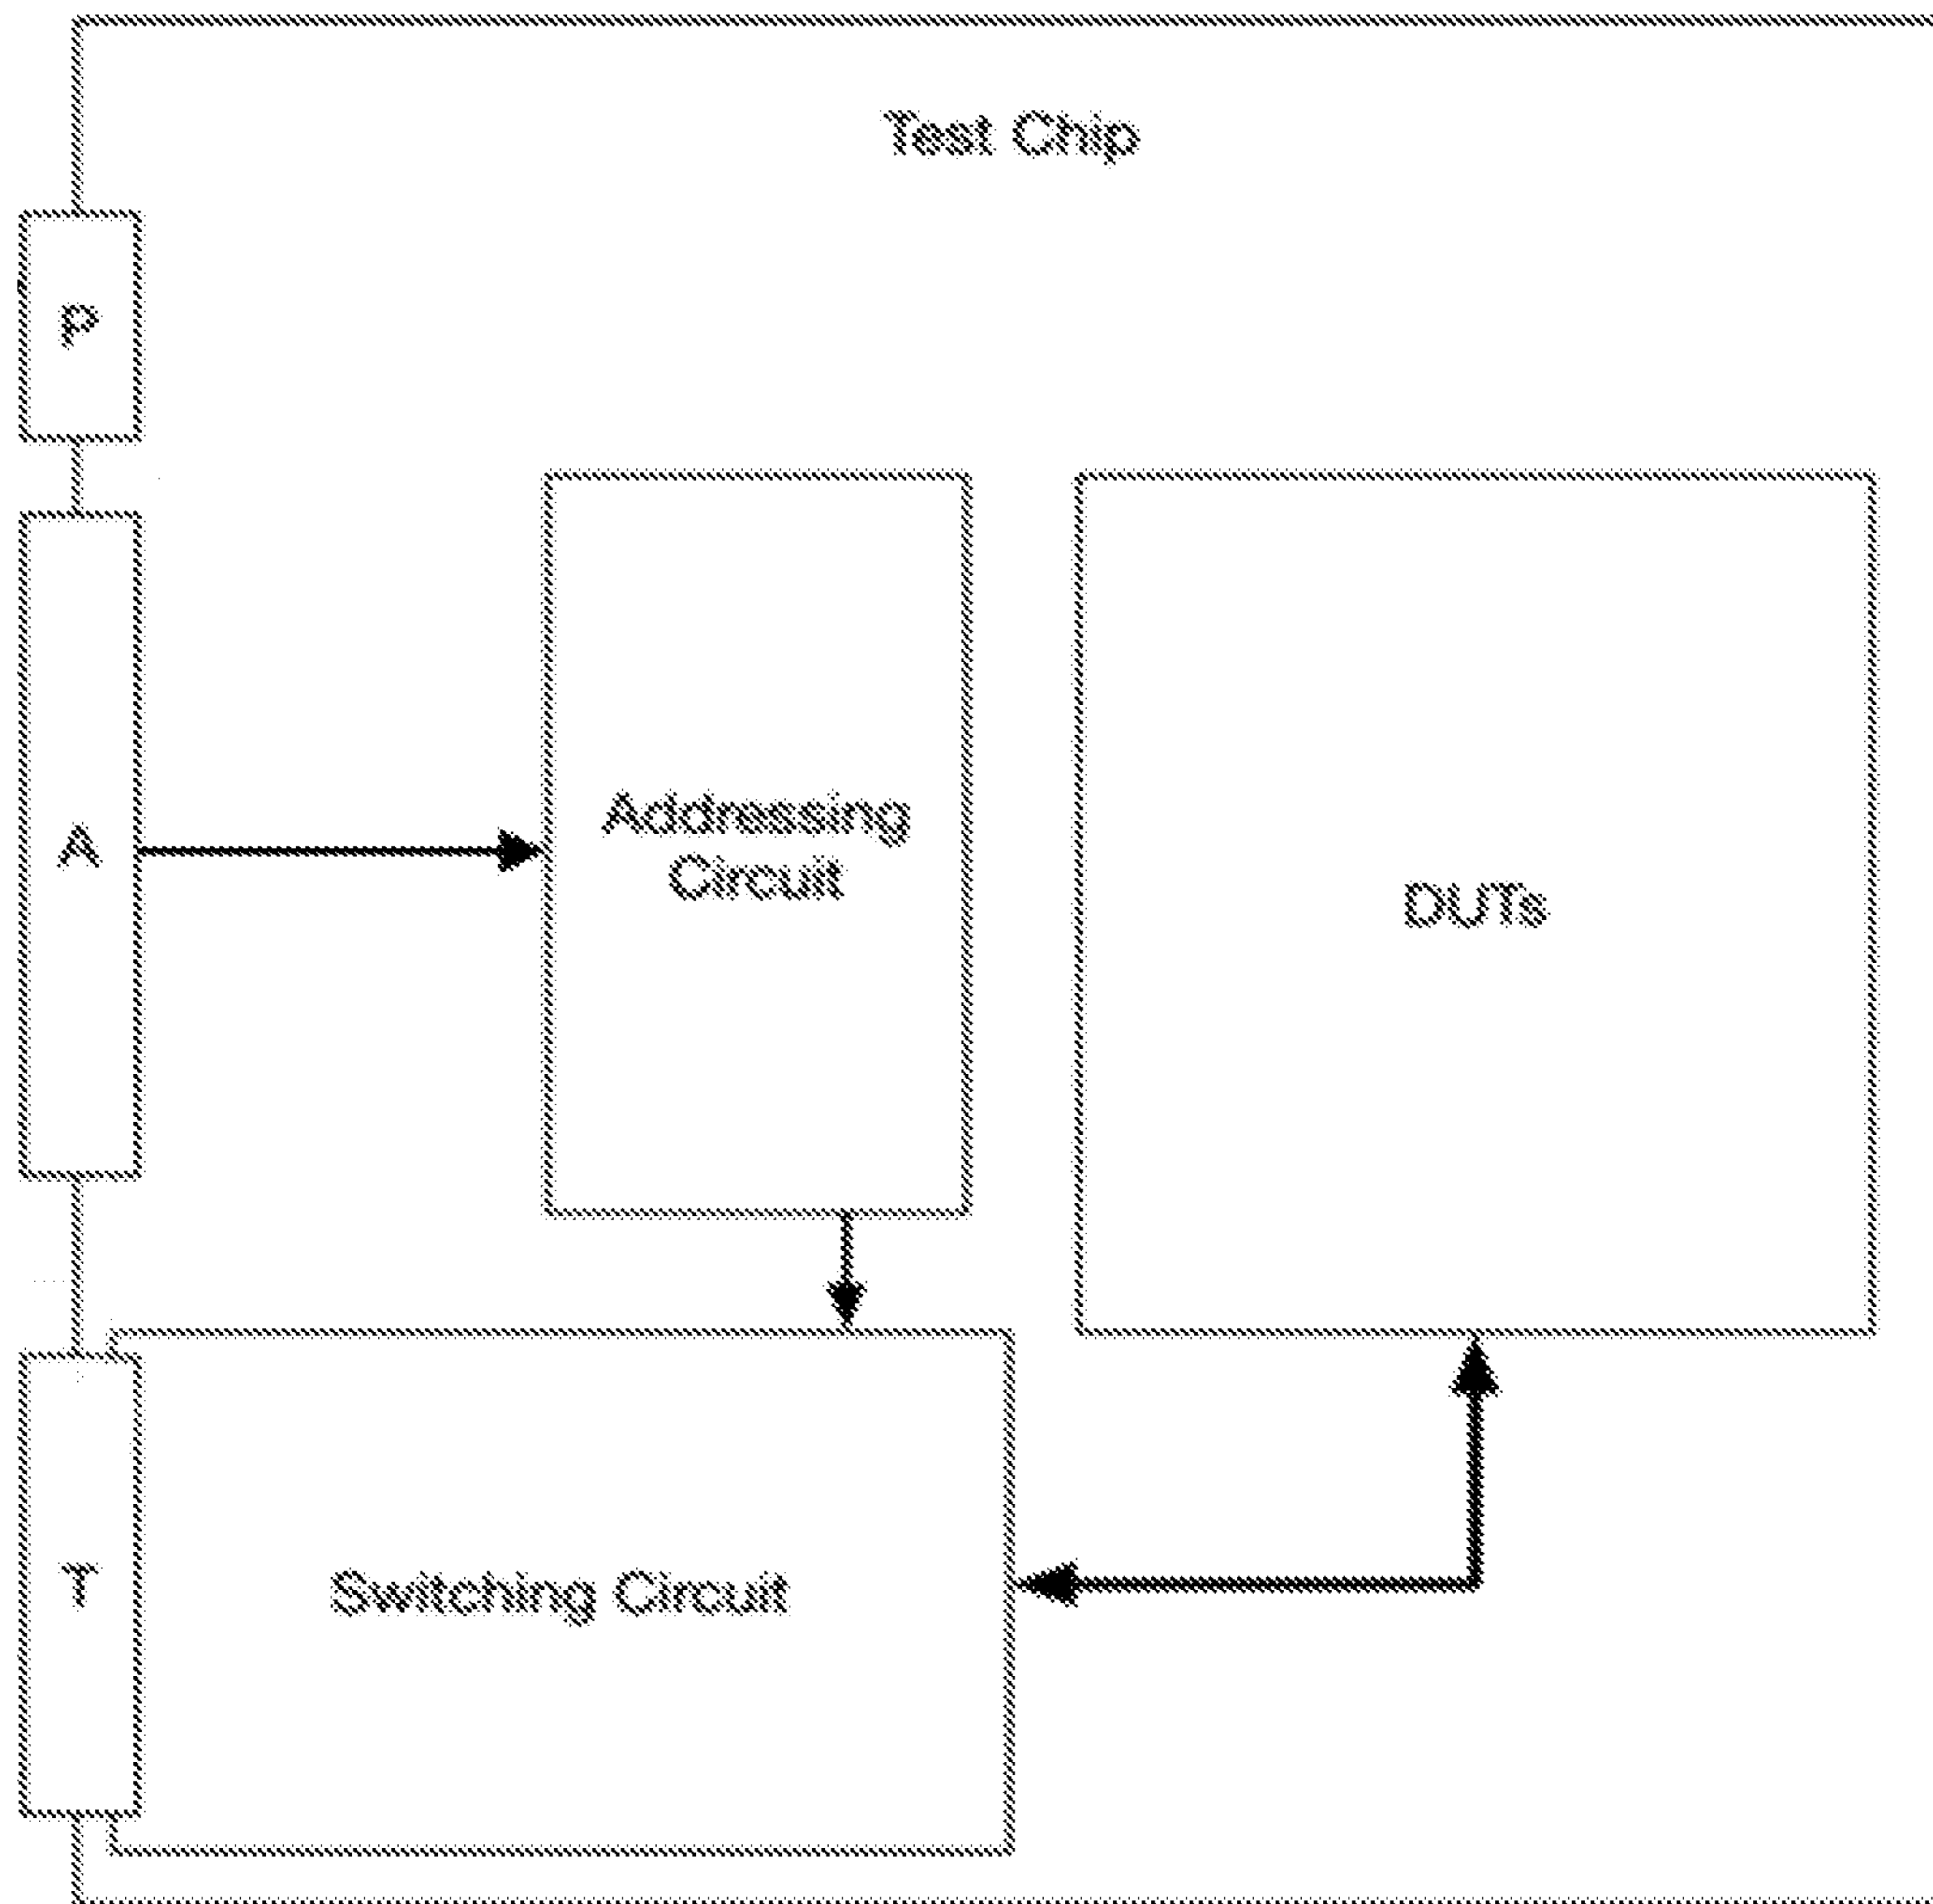 Test Chip
P
A
Addressing
Circuit
DUTs
T
Switching Circuit